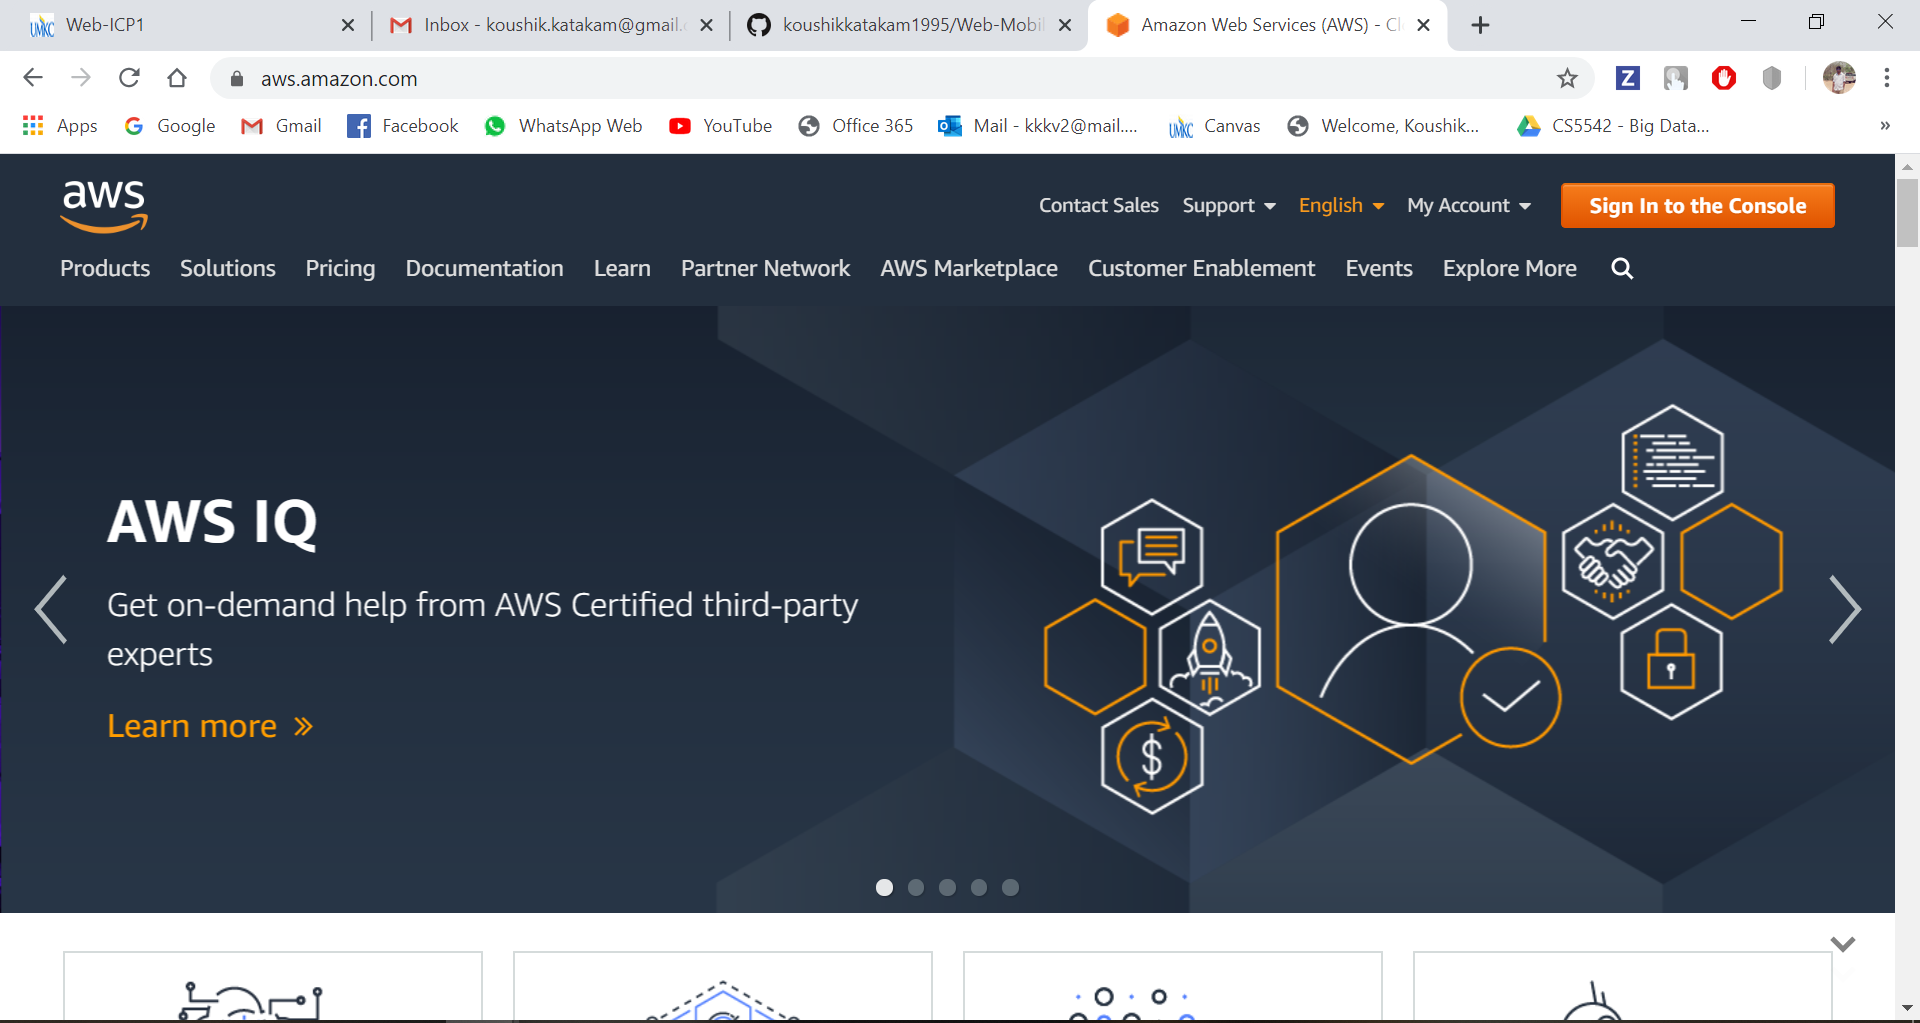 Web-ICP1
Inbox - koushik.katakam@gmail.c
koushikkatakam1995/Web-Mobil
Amazon Web Services (AWS) - Cl
aws.amazon.com
Apps
Google
Gmail
Facebook
WhatsApp Web
YouTube
Office 365
Mail - kkkv2@mail....
UMKC
Canvas
Welcome, Koushik...
CS5542 - Big Data...
»
aws
Contact Sales
Support
English
My Account
Sign In to the Console
Products
Solutions
Pricing
Documentation
Learn
Partner Network
AWS Marketplace
Customer Enablement
Events
Explore More
AWS IQ
Get on-demand help from AWS Certified third-party
experts
Learn more »
$